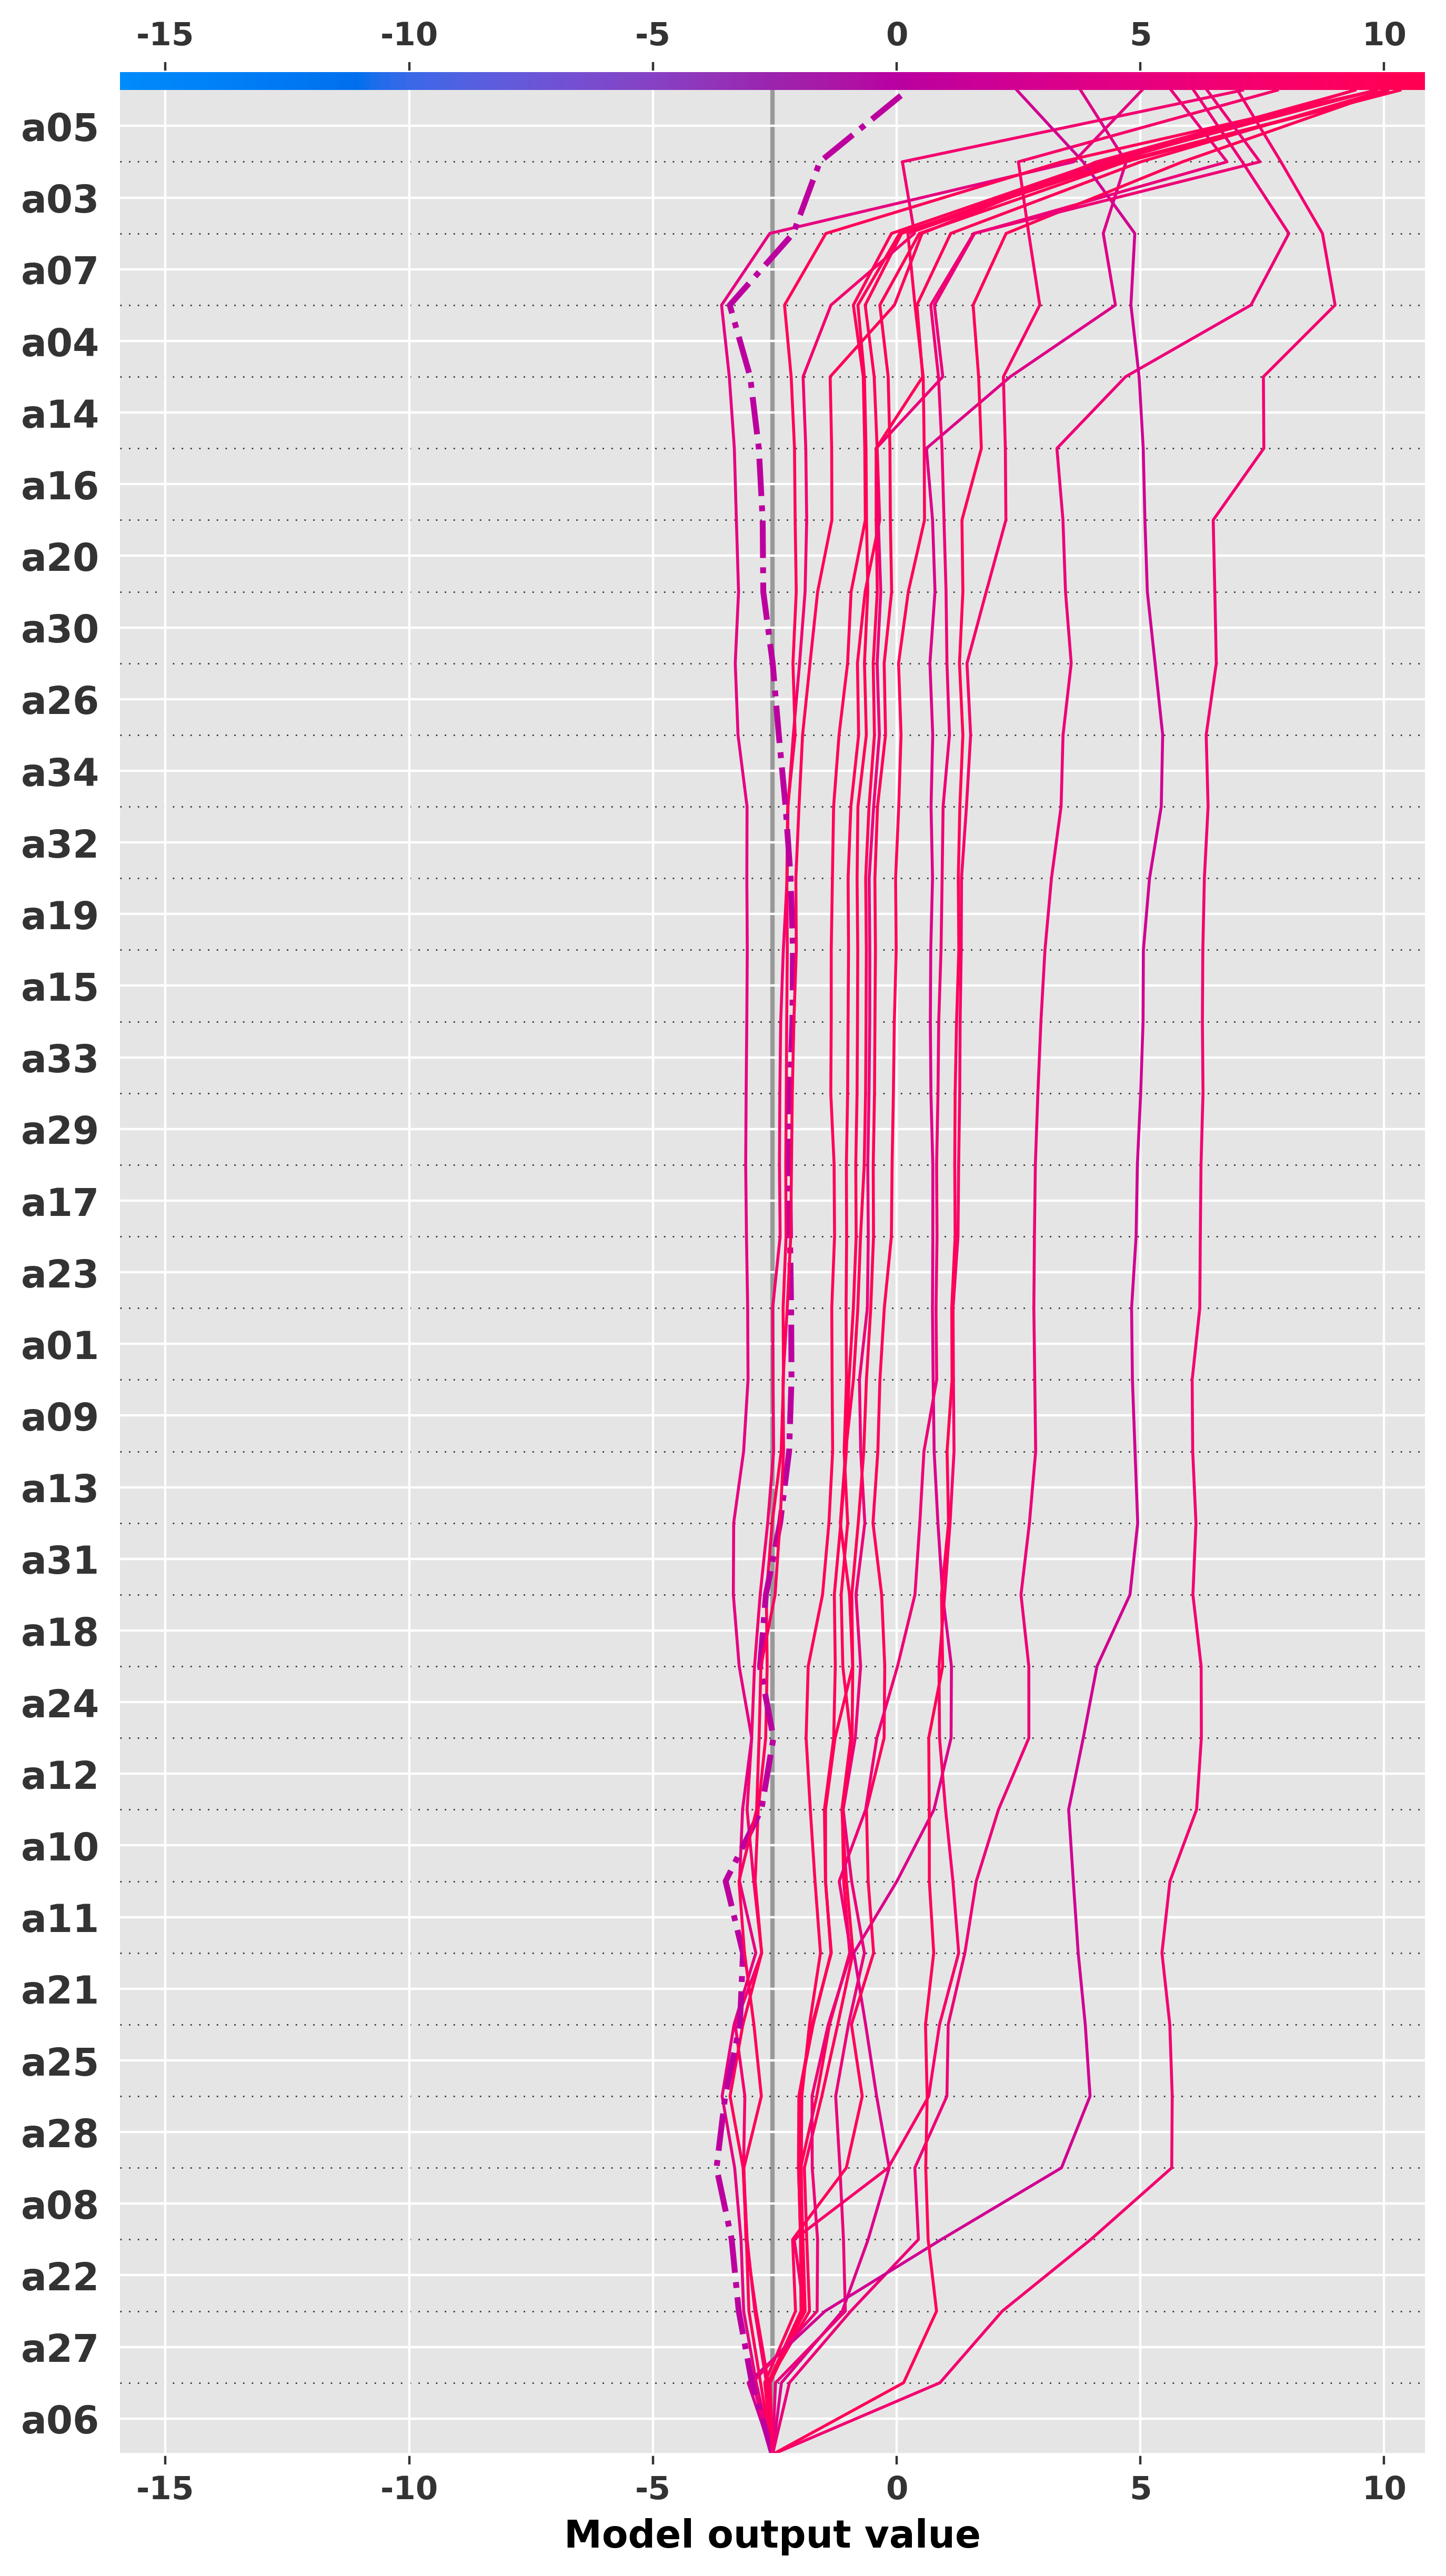 -15 -10 -5 0 5 10
a05
a03
a07
a04
a14
a16
a20
a30
a26
a34
a32
a19
a15
a33
a29
a17
a23
a01
a09
a13
a31
a18
a24
a12
a10
a11
a21
a25
a28
a08
a22
a27
a06
-15 -10 -5 0 5 10
Model output value